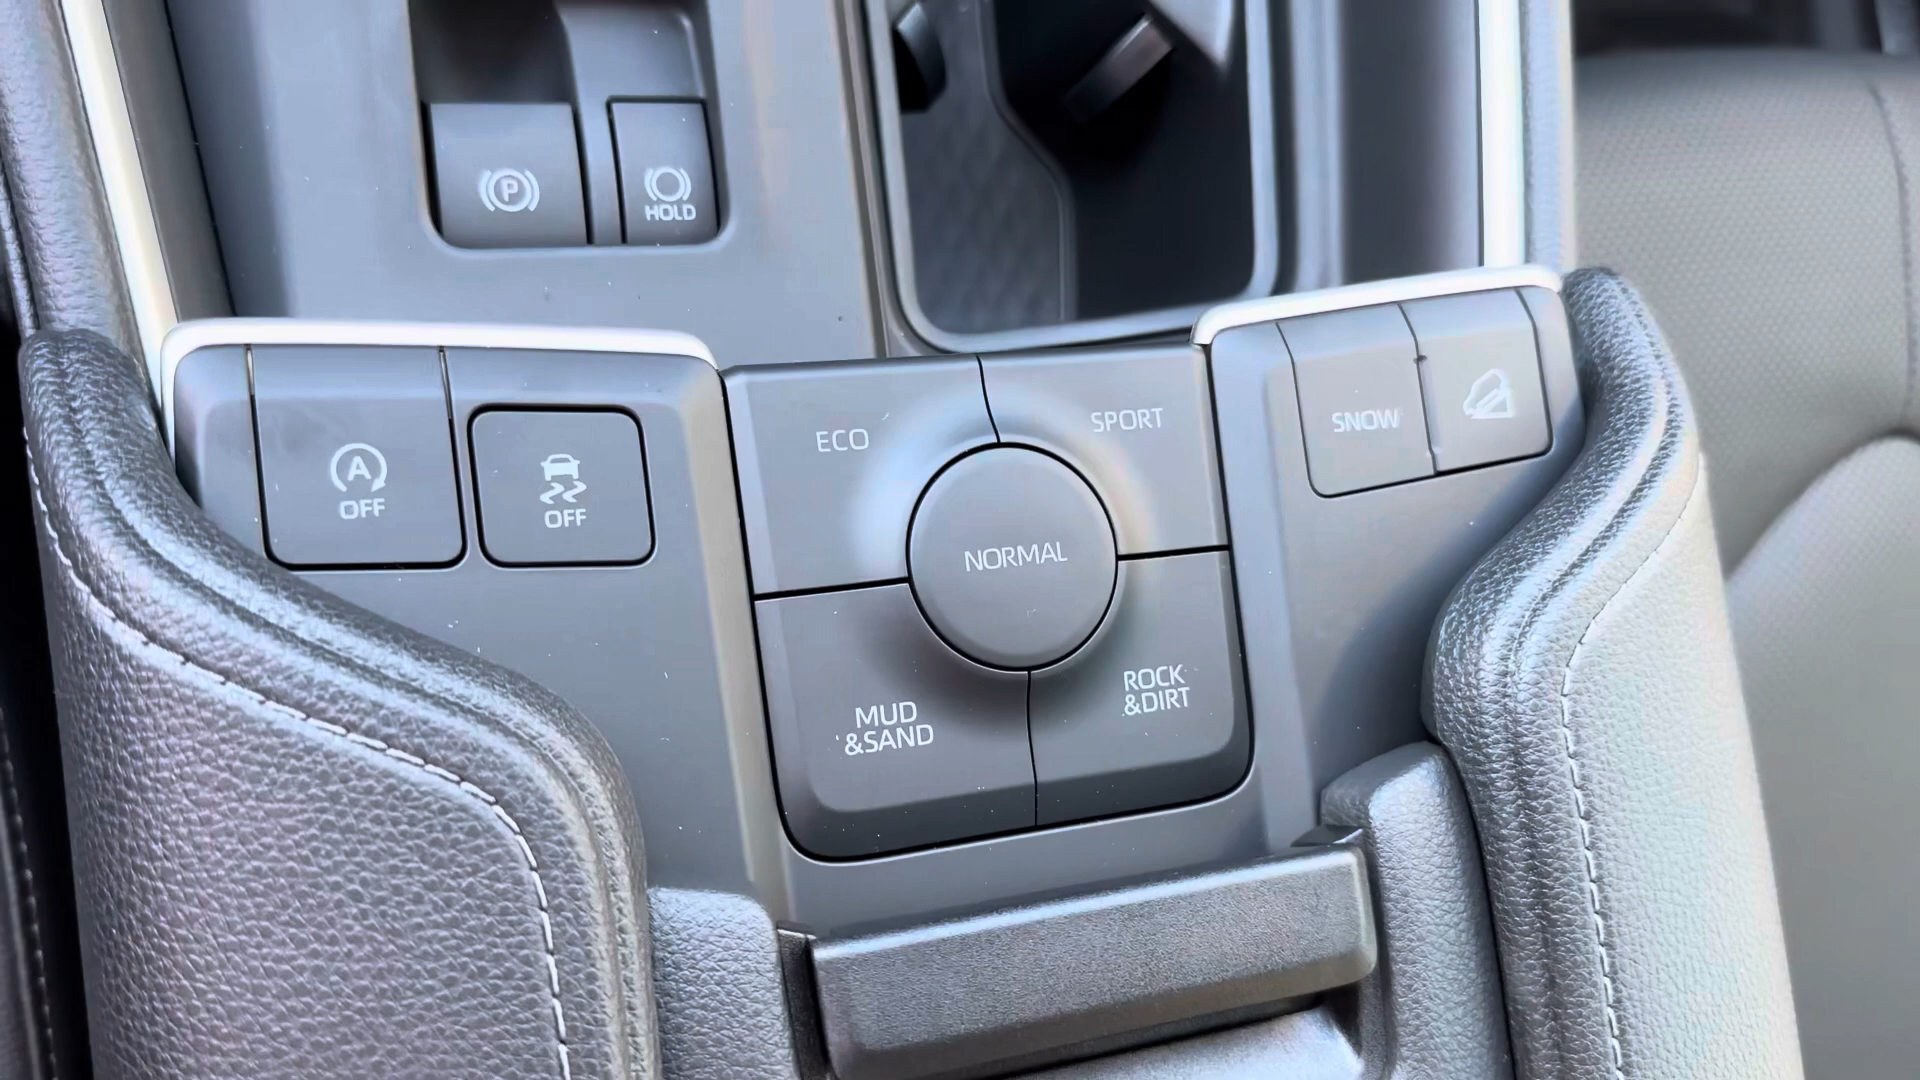 P
HOLD
A
OFF
OFF
ECO
SPORT
NORMAL
MUD
&SAND
ROCK
&DIRT
SNOW